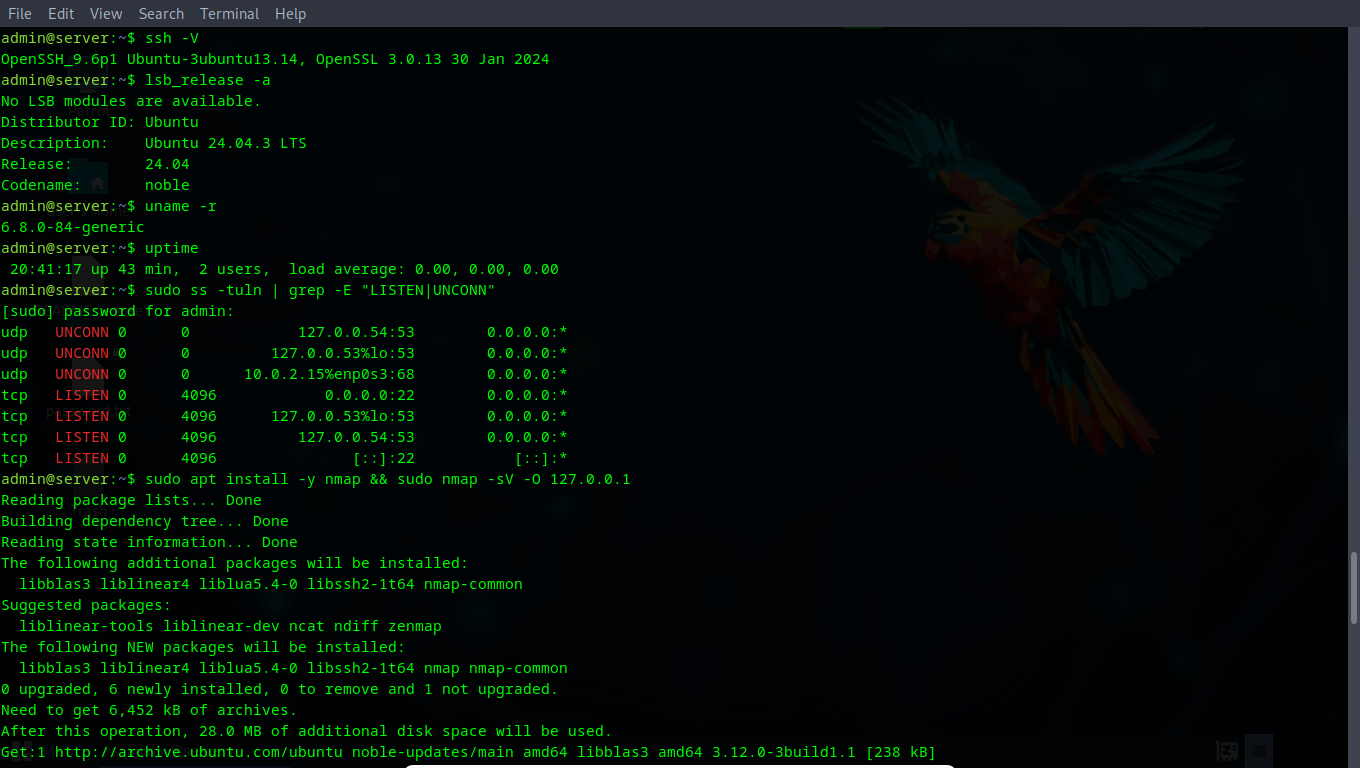 File Edit View Search Terminal Help
admin@server:~$ ssh -V
OpenSSH_9.6p1 Ubuntu-3ubuntu13.14, OpenSSL 3.0.13 30 Jan 2024
admin@server:~$ lsb_release -a
No LSB modules are available.
Distributor ID: Ubuntu
Description:    Ubuntu 24.04.3 LTS
Release:        24.04
Codename:       noble
admin@server:~$ uname -r
6.8.0-84-generic
admin@server:~$ uptime
 20:41:17 up 43 min,  2 users,  load average: 0.00, 0.00, 0.00
admin@server:~$ sudo ss -tuln | grep -E "LISTEN|UNCONN"
[sudo] password for admin:
udp   UNCONN 0      0            127.0.0.54:53        0.0.0.0:*
udp   UNCONN 0      0         127.0.0.53%lo:53        0.0.0.0:*
udp   UNCONN 0      0      10.0.2.15%enp0s3:68        0.0.0.0:*
tcp   LISTEN 0      4096            0.0.0.0:22        0.0.0.0:*
tcp   LISTEN 0      4096      127.0.0.53%lo:53        0.0.0.0:*
tcp   LISTEN 0      4096         127.0.0.54:53        0.0.0.0:*
tcp   LISTEN 0      4096               [::]:22           [::]:*
admin@server:~$ sudo apt install -y nmap && sudo nmap -sV -O 127.0.0.1
Reading package lists... Done
Building dependency tree... Done
Reading state information... Done
The following additional packages will be installed:
  libblas3 liblinear4 liblua5.4-0 libssh2-1t64 nmap-common
Suggested packages:
  liblinear-tools liblinear-dev ncat ndiff zenmap
The following NEW packages will be installed:
  libblas3 liblinear4 liblua5.4-0 libssh2-1t64 nmap nmap-common
0 upgraded, 6 newly installed, 0 to remove and 1 not upgraded.
Need to get 6,452 kB of archives.
After this operation, 28.0 MB of additional disk space will be used.
Get:1 http://archive.ubuntu.com/ubuntu noble-updates/main amd64 libblas3 amd64 3.12.0-3build1.1 [238 kB]